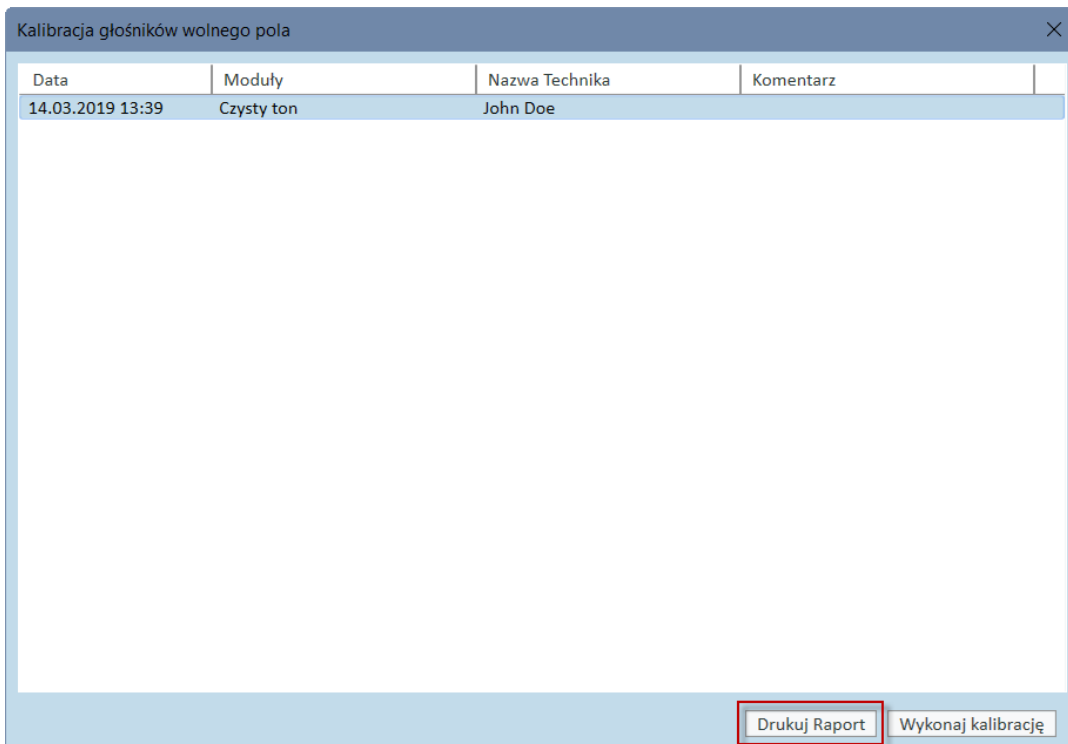 Kalibracja głośników wolnego pola
Data Moduły Nazwa Technika Komentarz
14.03.2019 13:39 Czysty ton John Doe
Drukuj Raport Wykonaj kalibrację